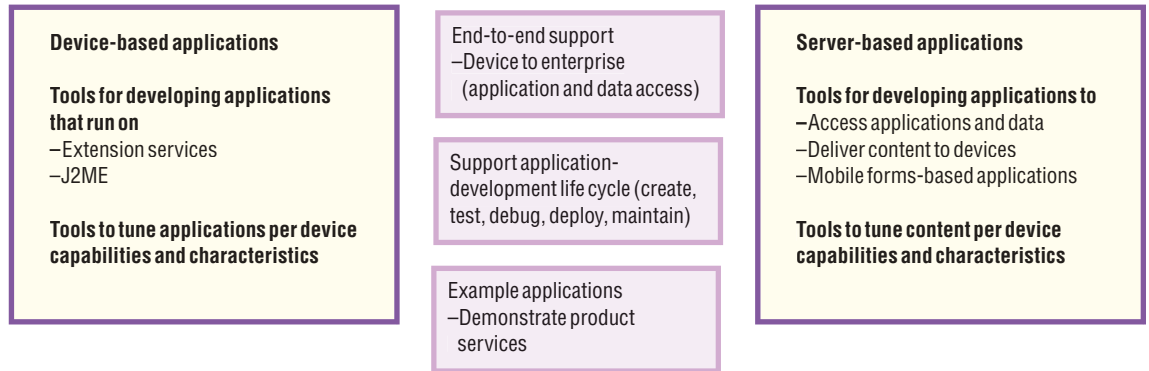 Device-based applications
Tools for developing applications
that run on
–Extension services
–J2ME
Tools to tune applications per device
capabilities and characteristics
End-to-end support
–Device to enterprise
(application and data access)
Support application-
development life cycle (create,
test, debug, deploy, maintain)
Example applications
–Demonstrate product
services
Server-based applications
Tools for developing applications to
–Access applications and data
–Deliver content to devices
–Mobile forms-based applications
Tools to tune content per device
capabilities and characteristics